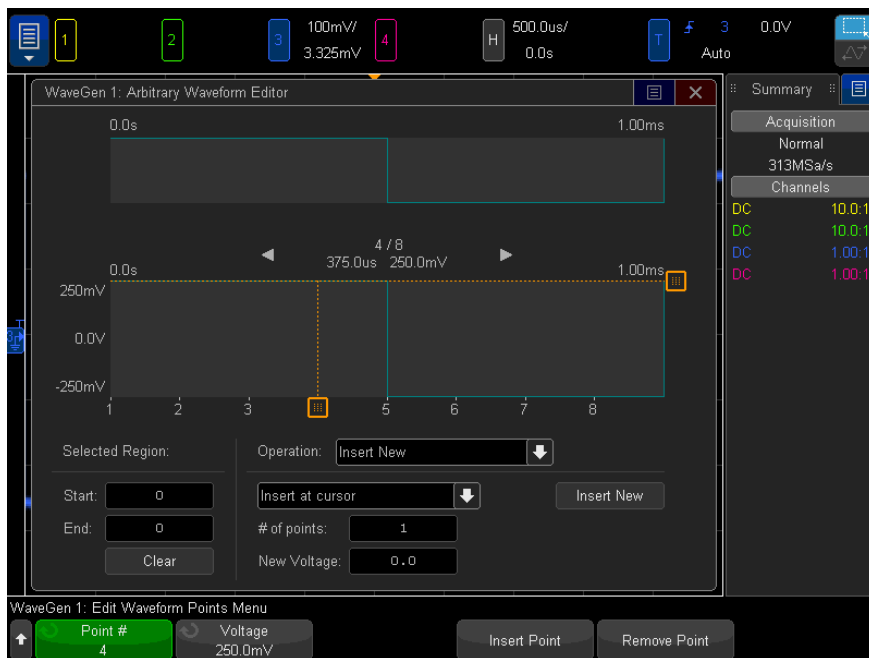 1 2 3 100mV/ 3.325mV 4 H 500.0us/ 0.0s T 3 0.0V Auto
WaveGen 1: Arbitrary Waveform Editor
0.0s 1.00ms
4 / 8
375.0us 250.0mV
0.0s 1.00ms
250mV
0.0V
-250mV
1 2 3 5 6 7 8
Selected Region:
Start: 0
End: 0
Clear
Operation: Insert New
Insert at cursor
Insert New
# of points: 1
New Voltage: 0.0
Summary
Acquisition
Normal
313MSa/s
Channels
DC 10.0:1
DC 10.0:1
DC 1.00:1
DC 1.00:1
WaveGen 1: Edit Waveform Points Menu
Point #
4
Voltage
250.0mV
Insert Point
Remove Point